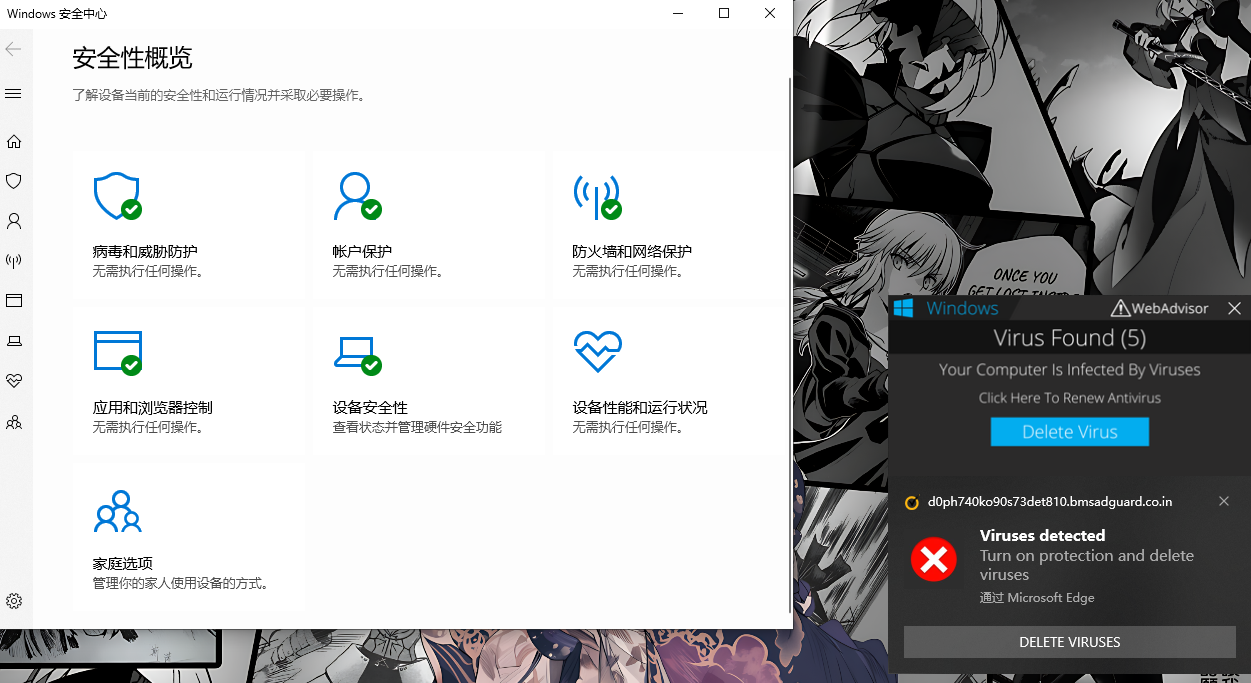 Windows 安全中心
安全性概览
了解设备当前的安全性和运行情况并采取必要操作。
病毒和威胁防护
无需执行任何操作。
帐户保护
无需执行任何操作。
防火墙和网络保护
无需执行任何操作。
应用和浏览器控制
无需执行任何操作。
设备安全性
查看状态并管理硬件安全功能
设备性能和运行状况
无需执行任何操作。
家庭选项
管理你的家人使用设备的方式。
ONCE YOU
GET LOST INSIDE
Windows
WebAdvisor
Virus Found (5)
Your Computer Is Infected By Viruses
Click Here To Renew Antivirus
Delete Virus
d0ph740ko90s73det810.bmsadguard.co.in
Viruses detected
Turn on protection and delete
viruses
通过 Microsoft Edge
DELETE VIRUSES